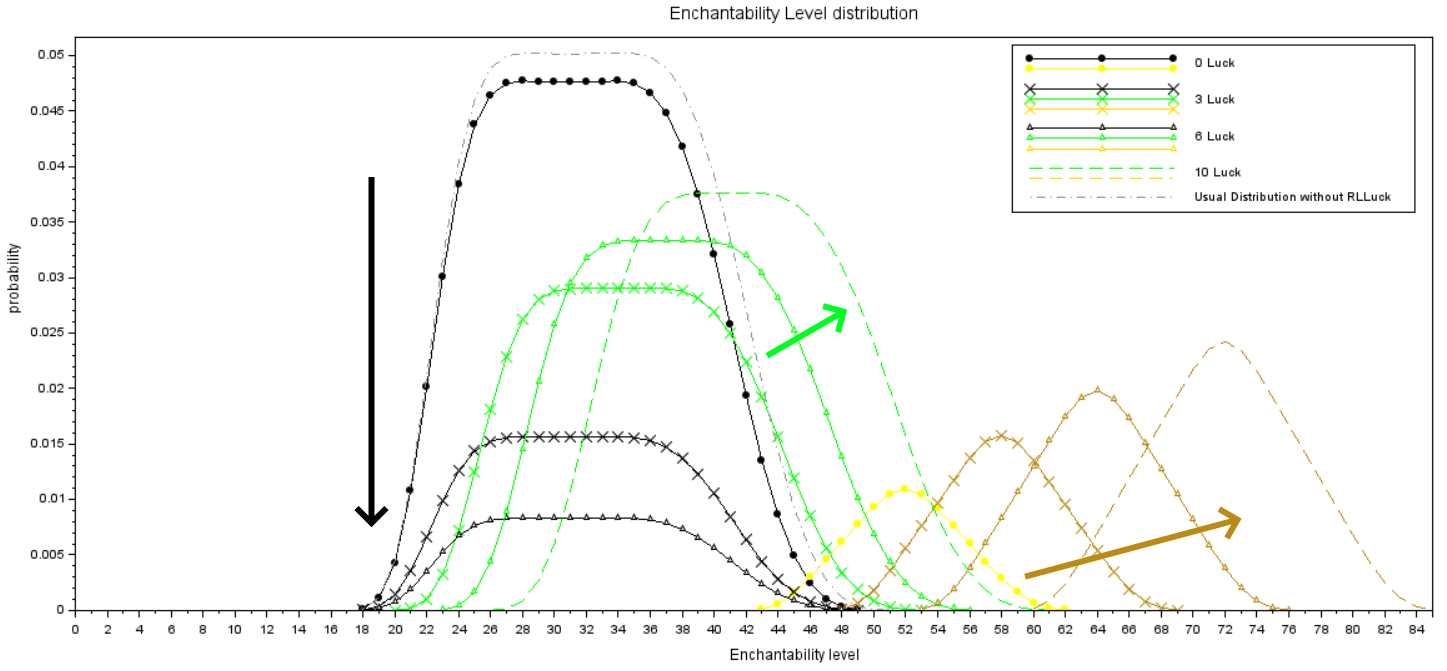 Enchantability Level distribution
0 Luck
3 Luck
6 Luck
10 Luck
Usual Distribution without RLLuck
probability
0.05
0.045
0.04
0.035
0.03
0.025
0.02
0.015
0.01
0.005
0
0 2 4 6 8 10 12 14 16 18 20 22 24 26 28 30 32 34 36 38 40 42 44 46 48 50 52 54 56 58 60 62 64 66 68 70 72 74 76 78 80 82 84
Enchantability level